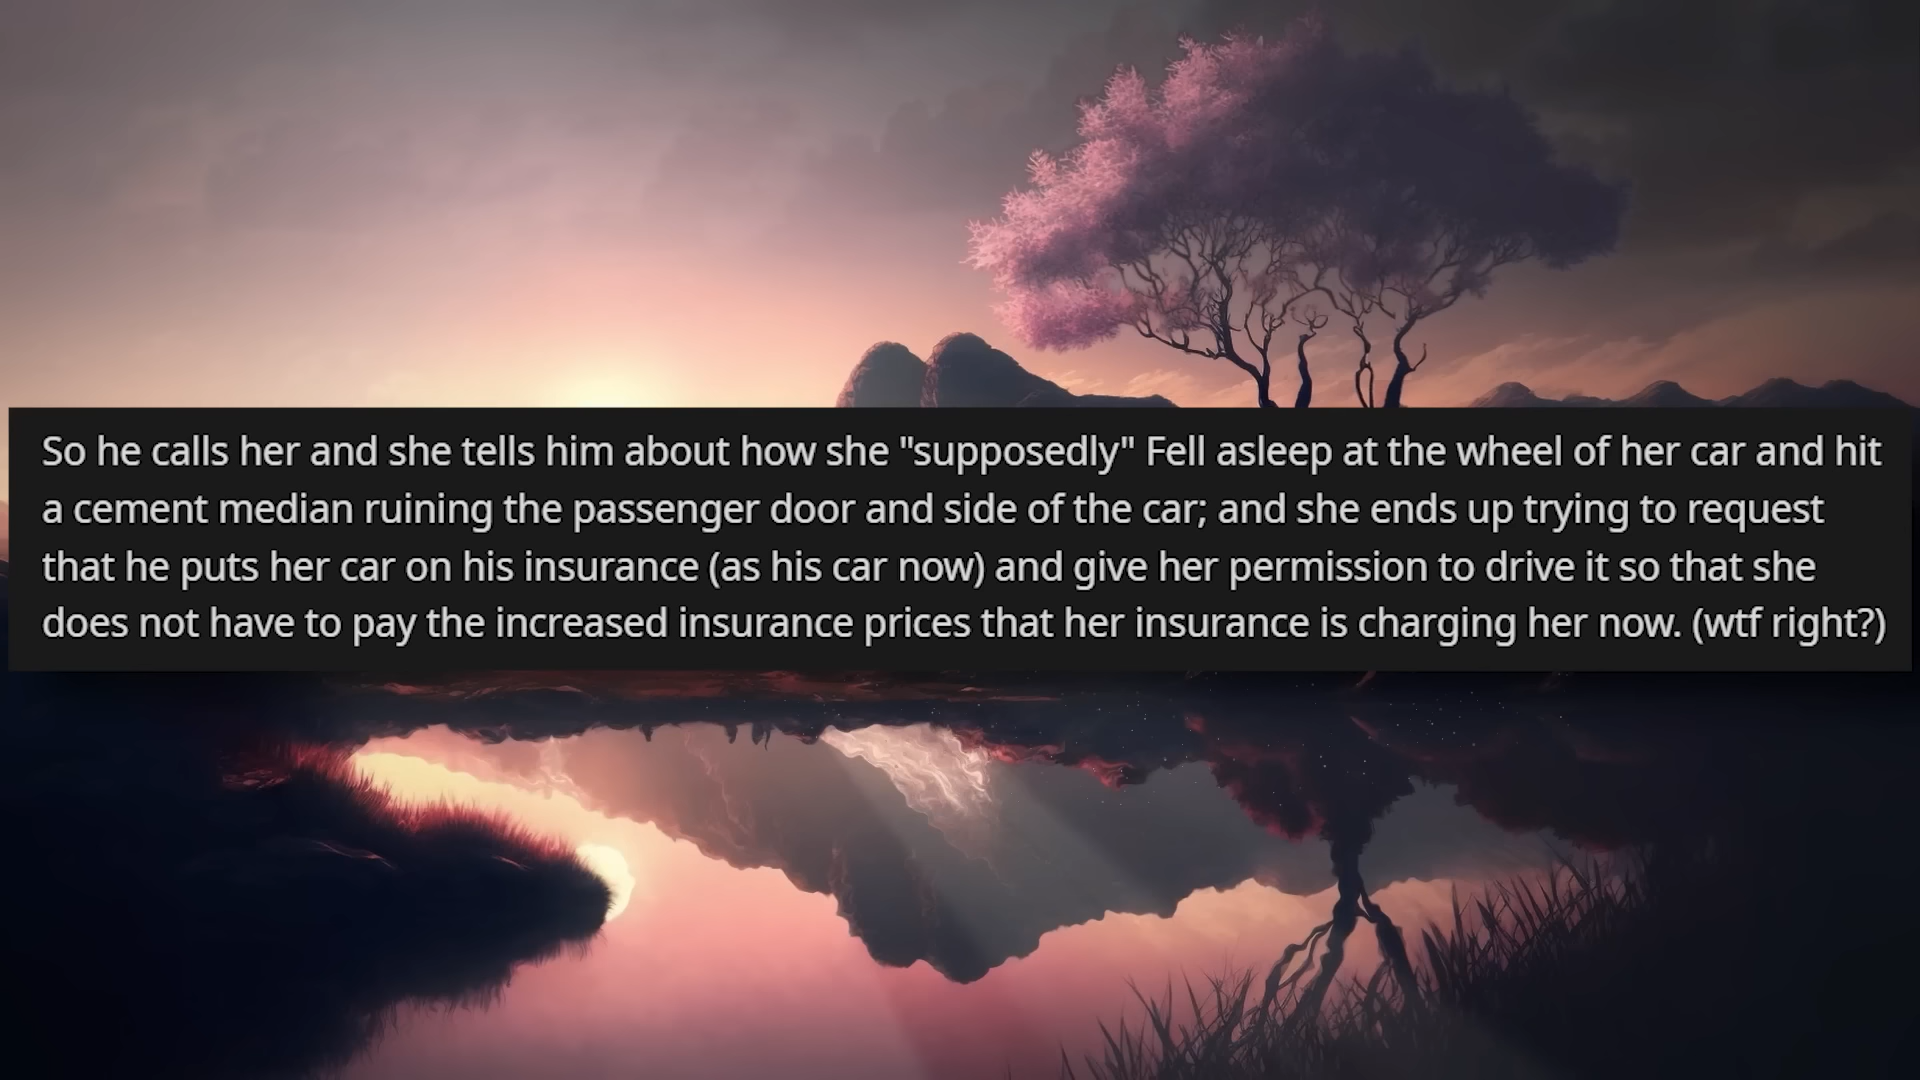 So he calls her and she tells him about how she "supposedly" Fell asleep at the wheel of her car and hit
a cement median ruining the passenger door and side of the car; and she ends up trying to request
that he puts her car on his insurance (as his car now) and give her permission to drive it so that she
does not have to pay the increased insurance prices that her insurance is charging her now. (wtf right?)